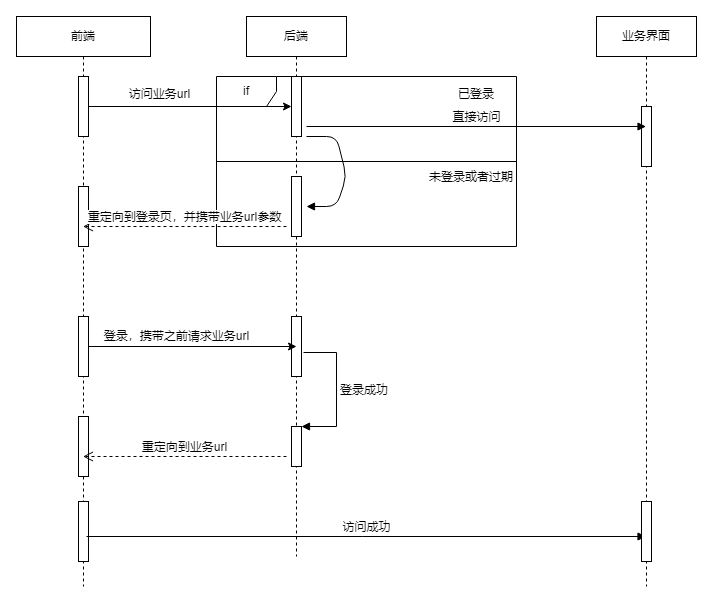 前端
后端
业务界面
访问业务url
if
已登录
直接访问
未登录或者过期
重定向到登录页，并携带业务url参数
登录，携带之前请求业务url
登录成功
重定向到业务url
访问成功